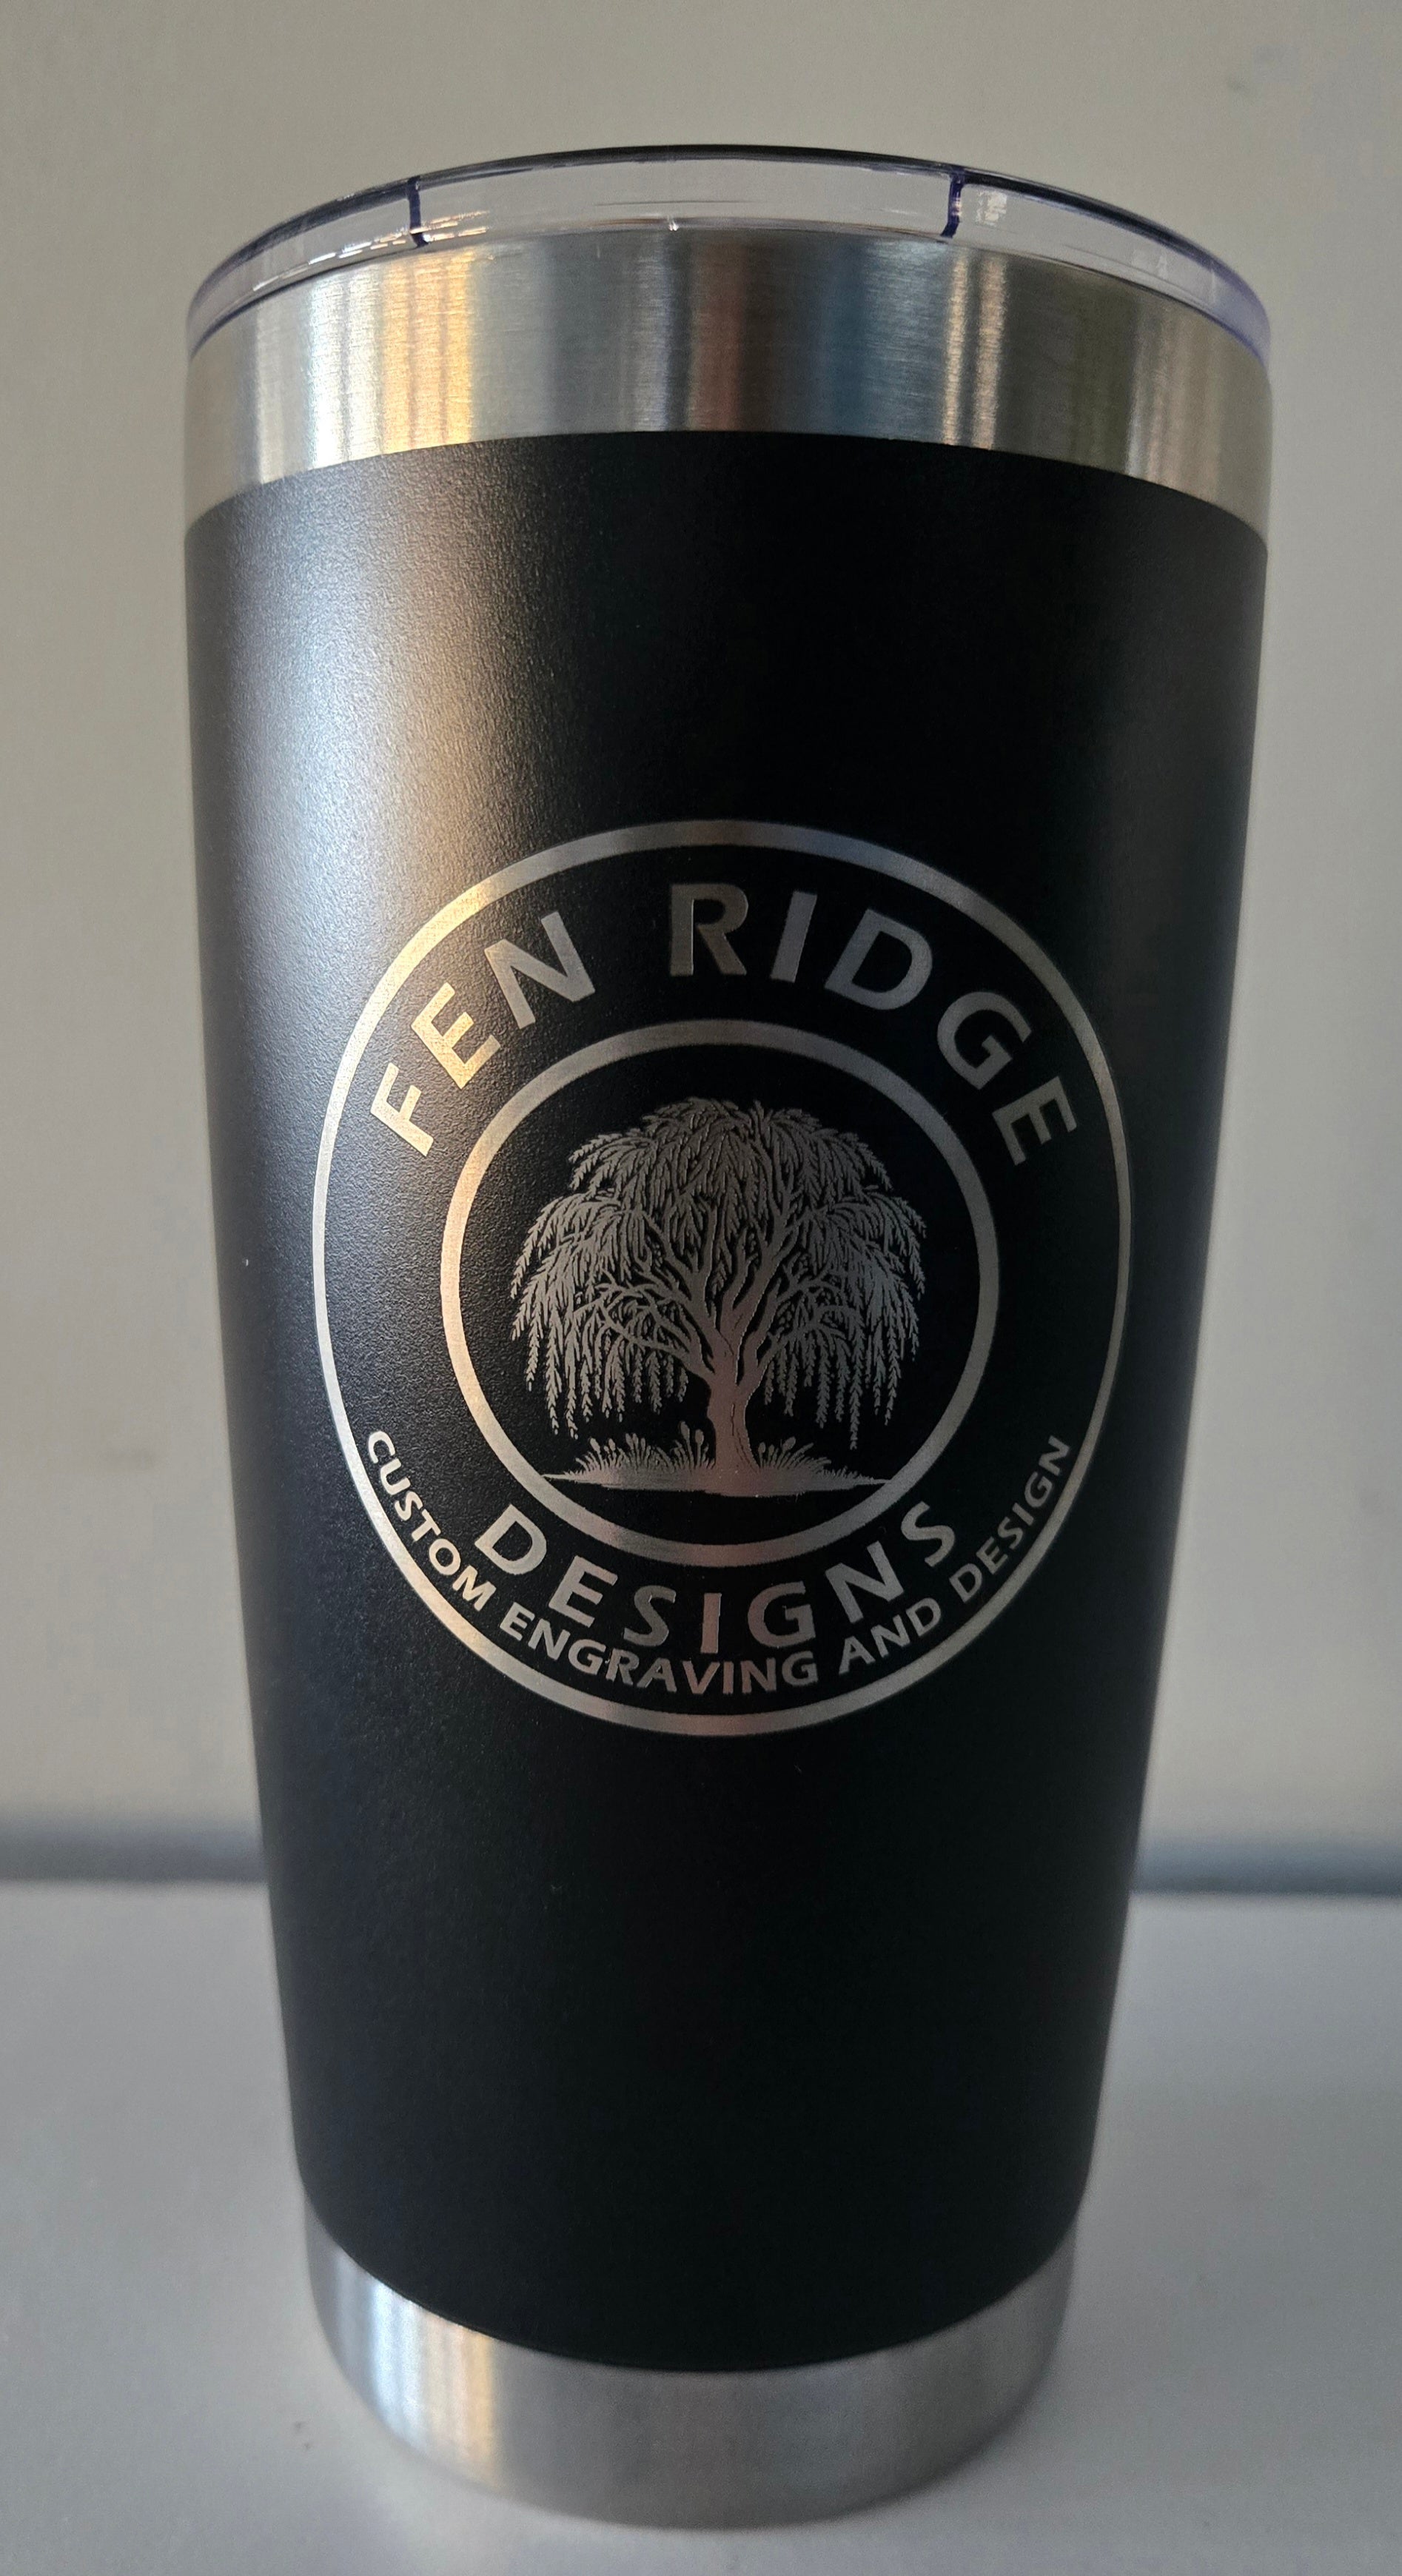 FEN RIDGE
DESIGNS
CUSTOM ENGRAVING AND DESIGN